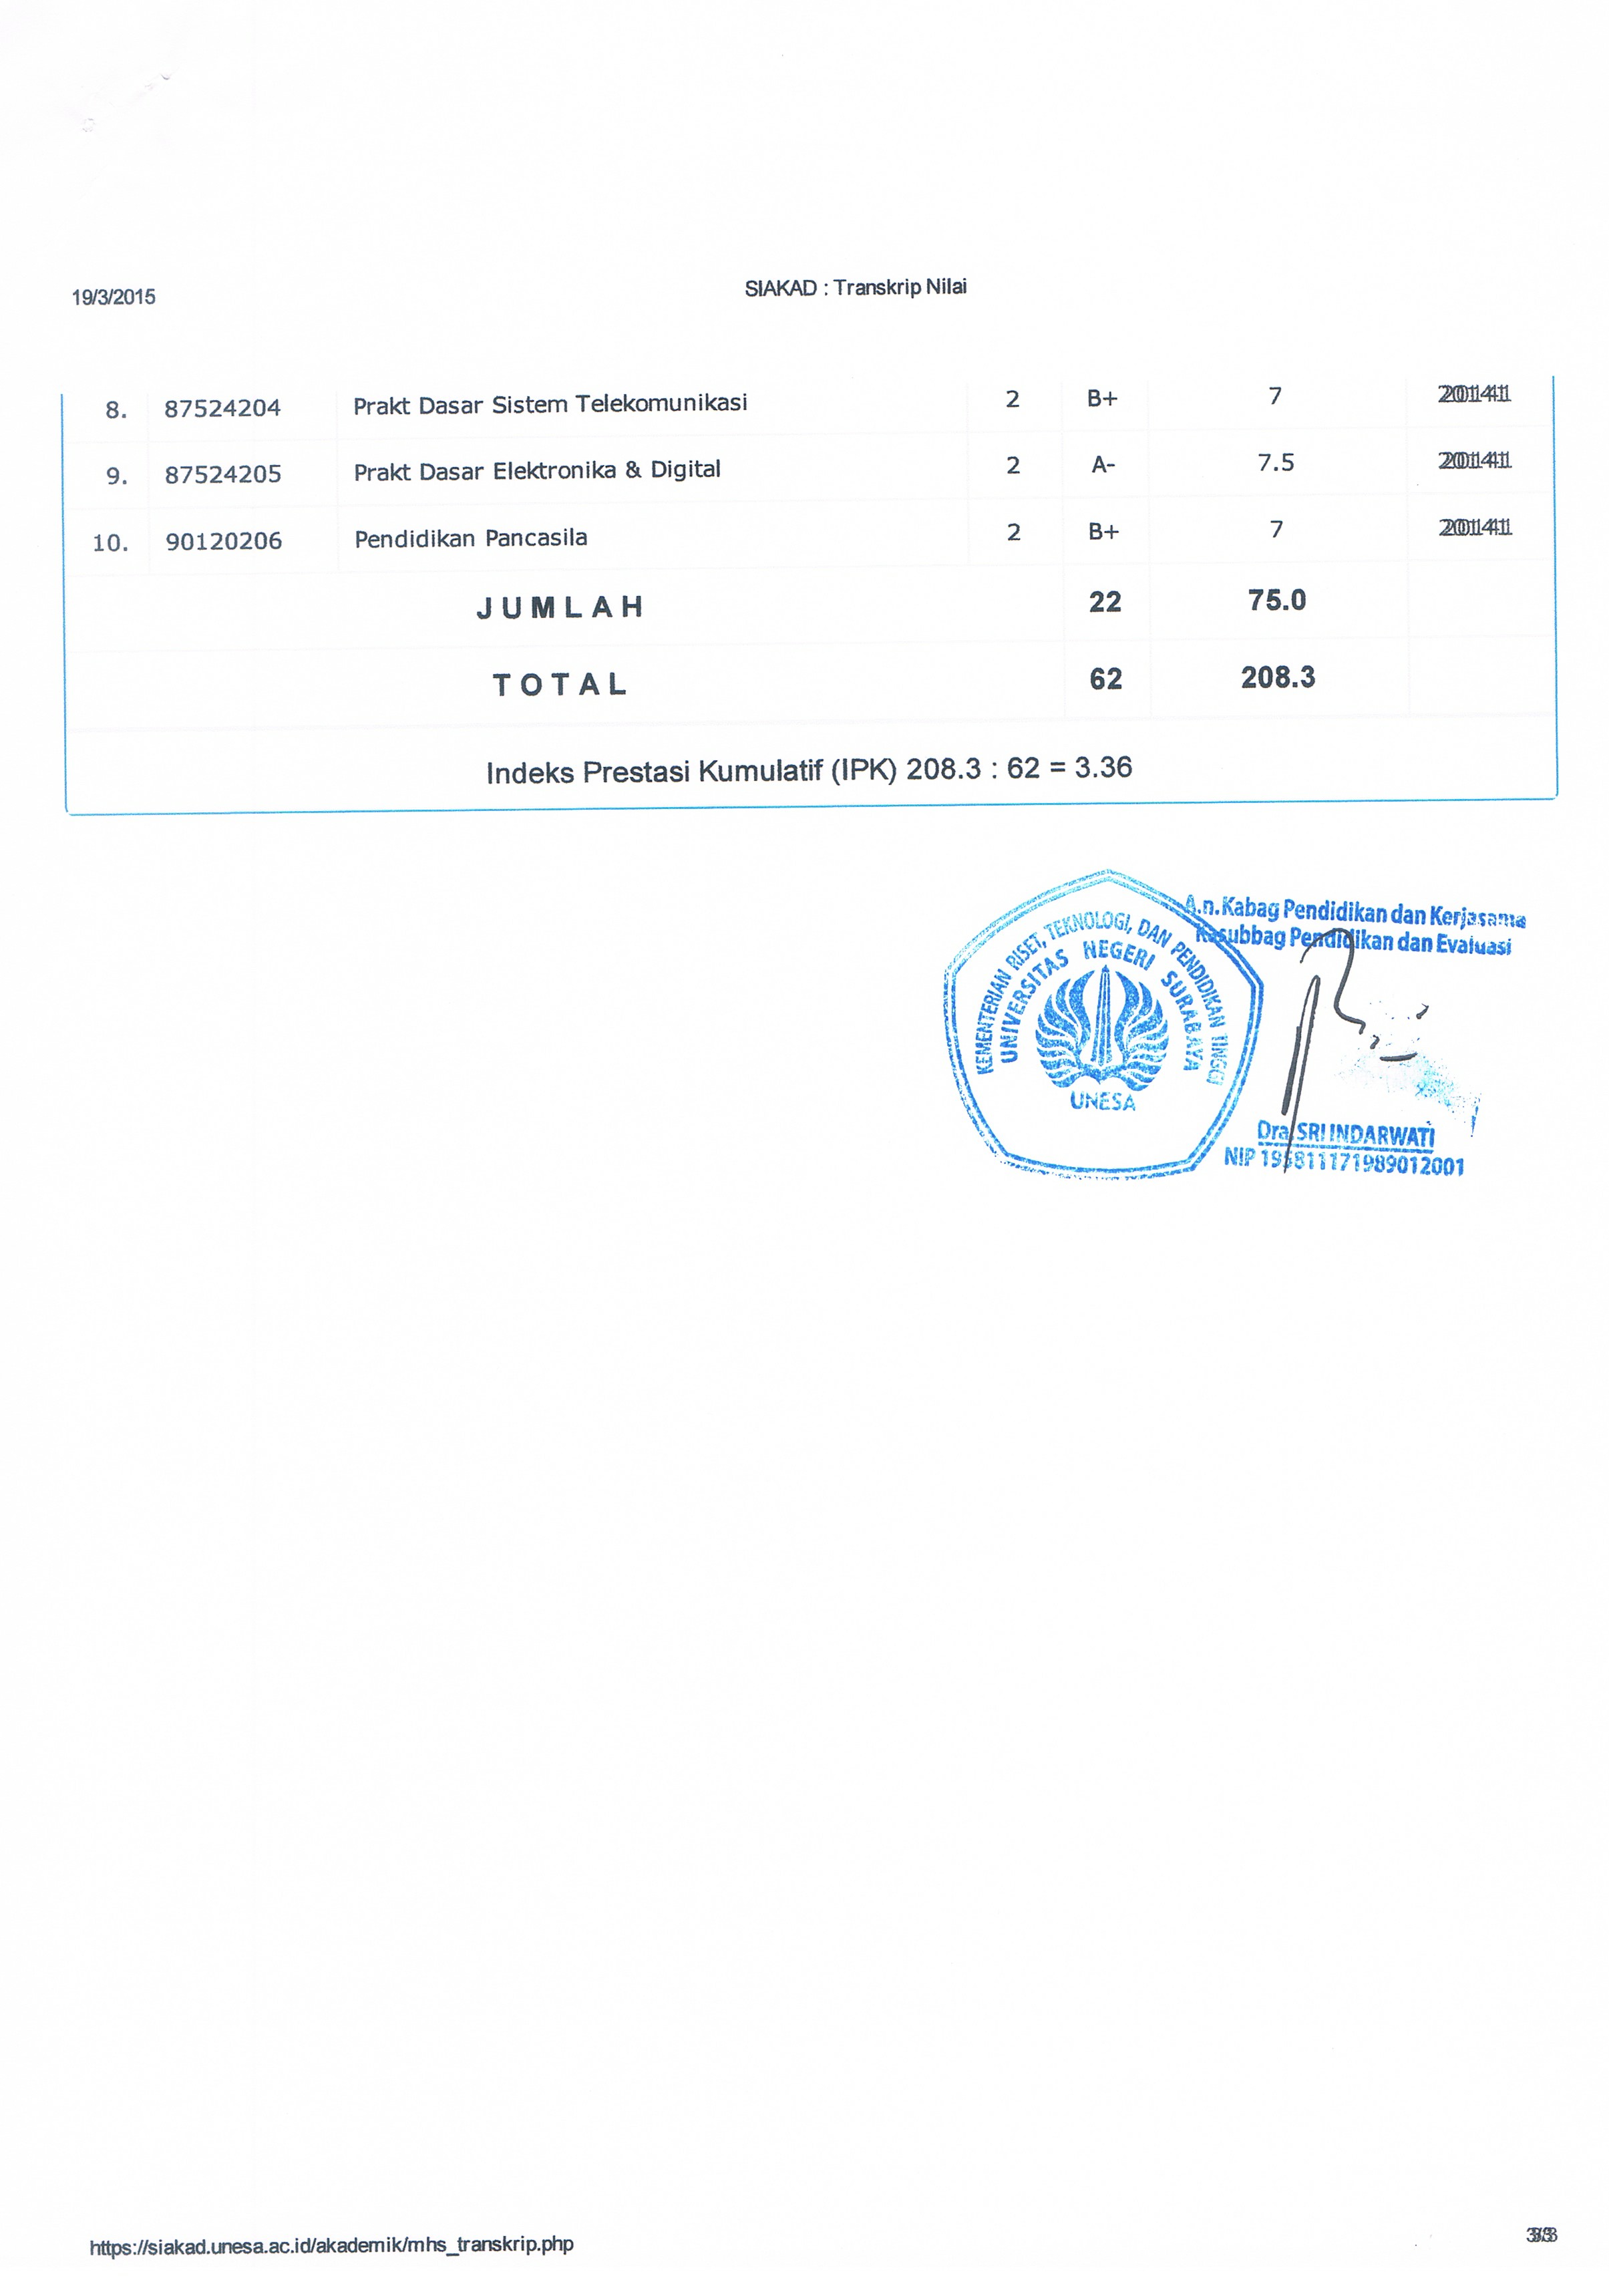 19/3/2015 SIAKAD : Transkrip Nilai
8. 87524204 Prakt Dasar Sistem Telekomunikasi 2 B+ 7 20141
9. 87524205 Prakt Dasar Elektronika & Digital 2 A- 7.5 20141
10. 90120206 Pendidikan Pancasila 2 B+ 7 20141
JUMLAH 22 75.0
TOTAL 62 208.3
Indeks Prestasi Kumulatif (IPK) 208.3 : 62 = 3.36
A.n. Kabag Pendidikan dan Kerjasama
Kasubbag Pendidikan dan Evaluasi
KEMENTERIAN RISET, TEKNOLOGI, DAN PENDIDIKAN TINGGI
UNIVERSITAS NEGERI SURABAYA
UNESA
Dra. SRI INDARWATI
NIP 195811171989012001
https://siakad.unesa.ac.id/akademik/mhs_transkrip.php 3/3